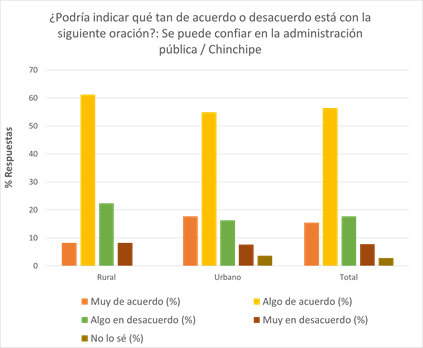 ¿Podría indicar qué tan de acuerdo o desacuerdo está con la
siguiente oración?: Se puede confiar en la administración
pública / Chinchipe
% Respuestas
70
60
50
40
30
20
10
0
Rural
Urbano
Total
Muy de acuerdo (%)
Algo de acuerdo (%)
Algo en desacuerdo (%)
Muy en desacuerdo (%)
No lo sé (%)